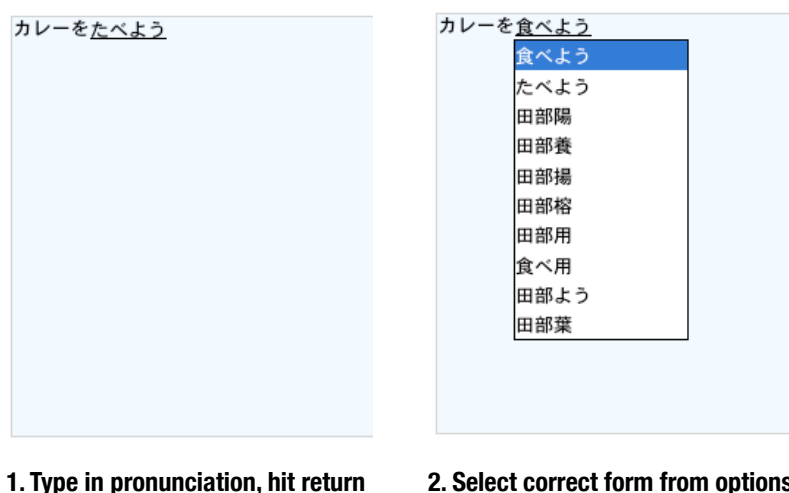 カレーをたべよう
カレーを食べよう
食べよう
たべよう
田部陽
田部養
田部揚
田部榕
田部用
食べ用
田部よう
田部葉
1. Type in pronunciation, hit return
2. Select correct form from options